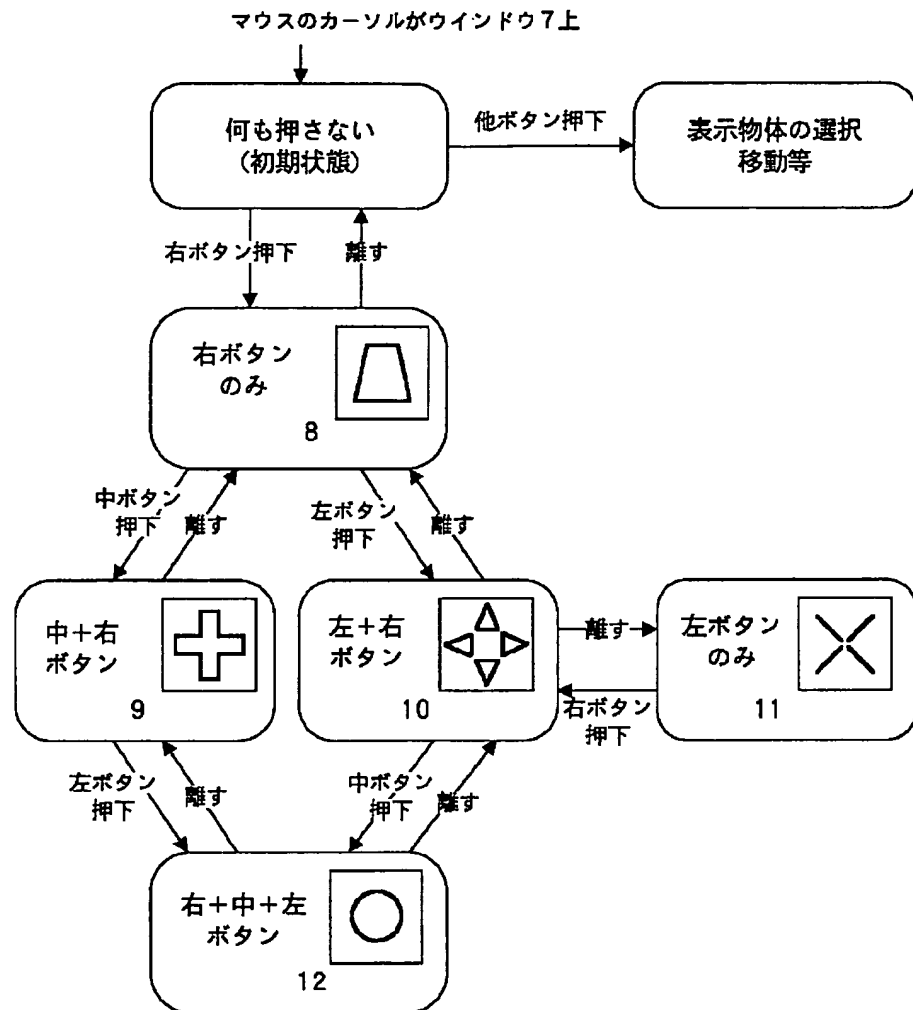 マウスのカーソルがウインドウ7上
何も押さない
(初期状態)
他ボタン押下
表示物体の選択
移動等
右ボタン押下
離す
右ボタン
のみ
8
中ボタン
押下
離す
左ボタン
押下
離す
中+右
ボタン
9
左+右
ボタン
10
離す
右ボタン
押下
左ボタン
のみ
11
左ボタン
押下
離す
中ボタン
押下
離す
右+中+左
ボタン
12